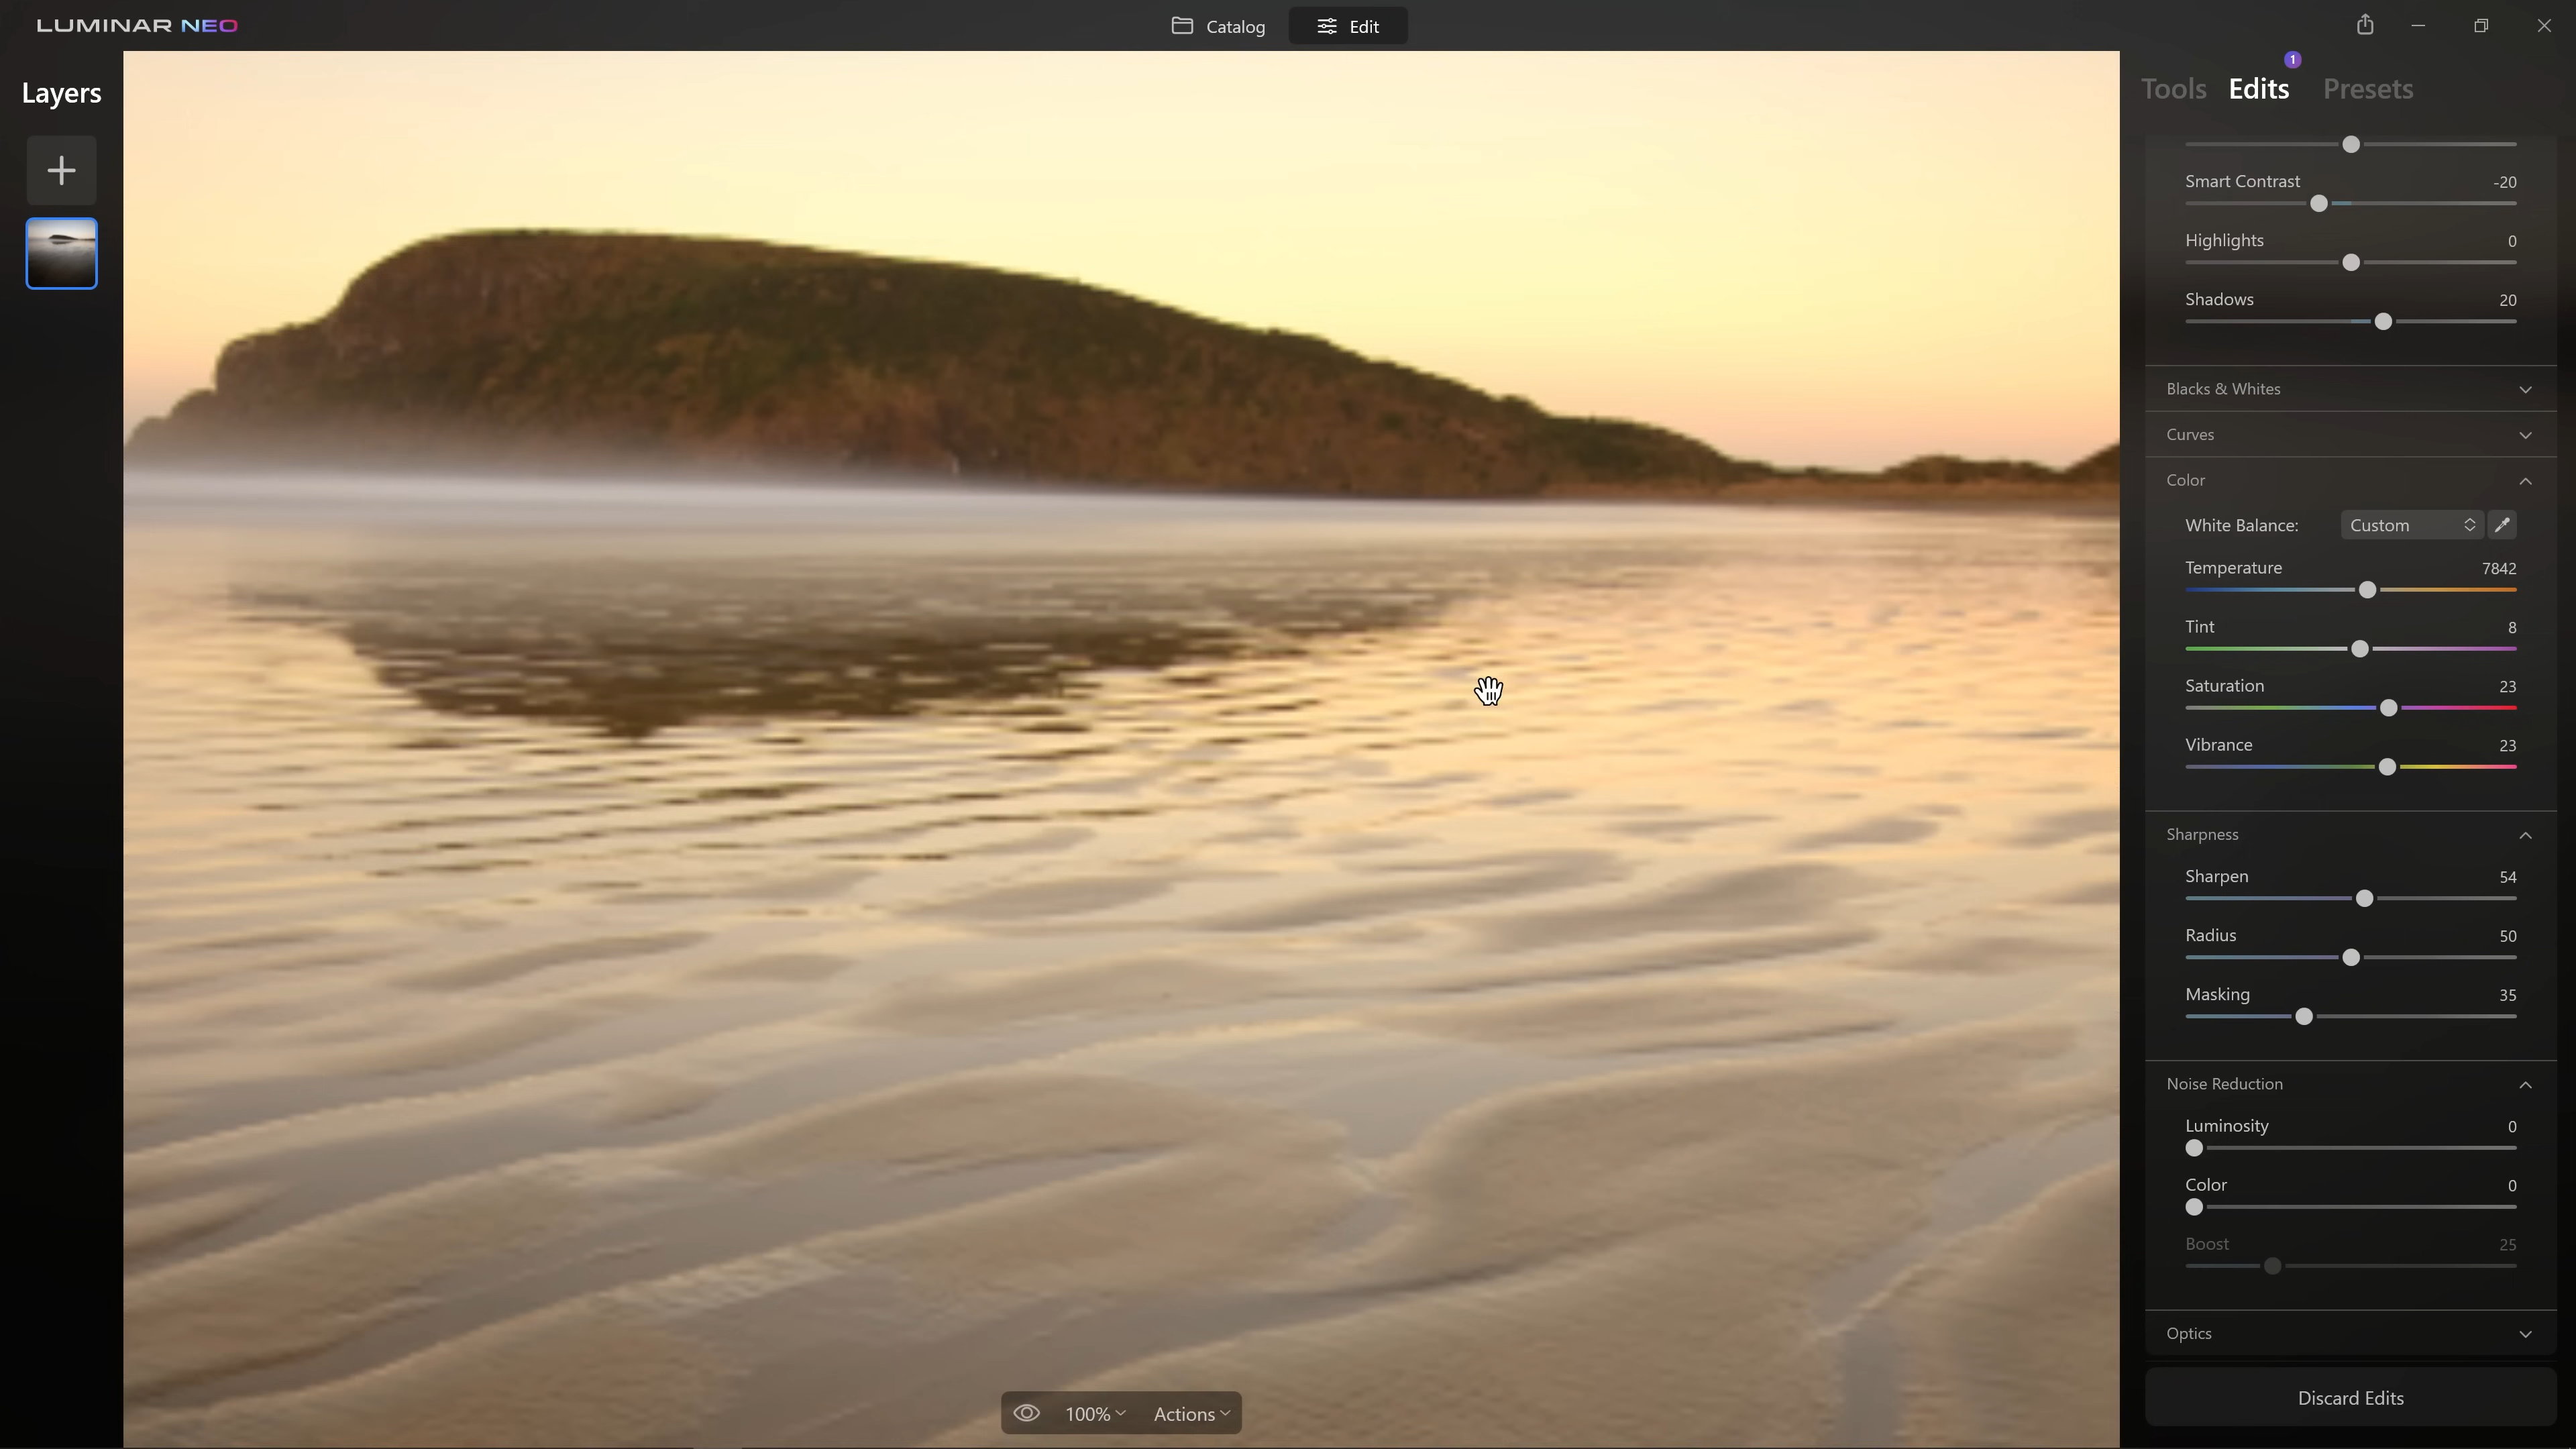 LUMINAR NEO
Catalog
Edit
Layers
1
Tools
Edits
Presets
Smart Contrast -20
Highlights 0
Shadows 20
Blacks & Whites
Curves
Color
White Balance: Custom
Temperature 7842
Tint 8
Saturation 23
Vibrance 23
Sharpness
Sharpen 54
Radius 50
Masking 35
Noise Reduction
Luminosity 0
Color 0
Boost 25
Optics
Discard Edits
100%
Actions